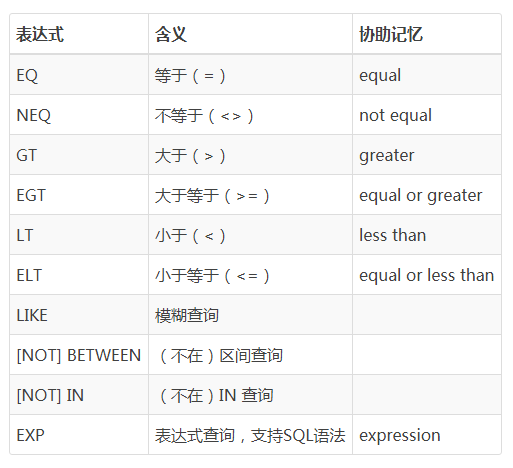 表达式 含义 协助记忆
EQ 等于（=） equal
NEQ 不等于（<>） not equal
GT 大于（>） greater
EGT 大于等于（>=） equal or greater
LT 小于（<） less than
ELT 小于等于（<=） equal or less than
LIKE 模糊查询
[NOT] BETWEEN （不在）区间查询
[NOT] IN （不在）IN 查询
EXP 表达式查询，支持SQL语法 expression